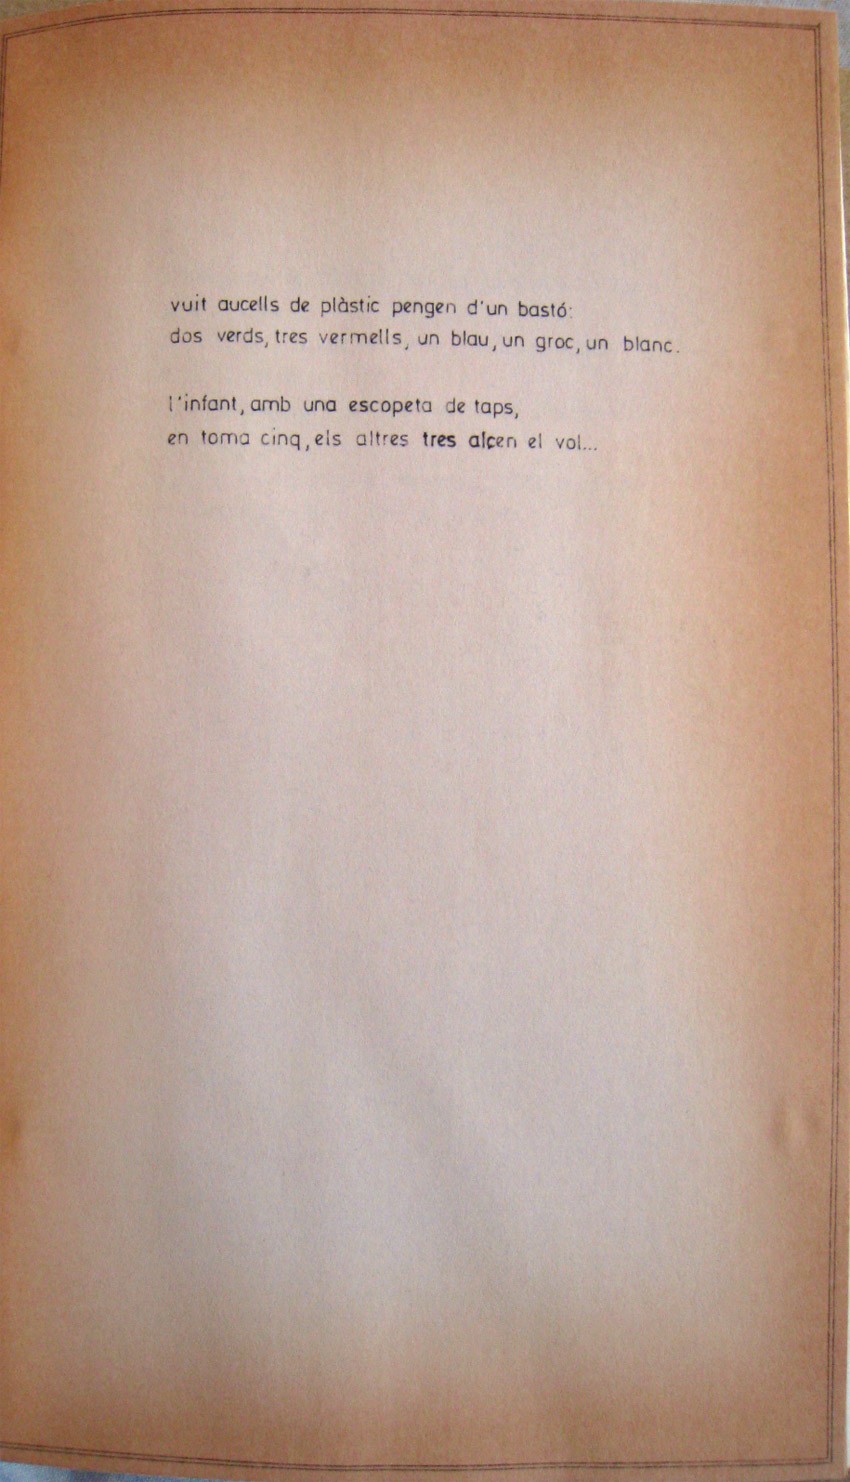 vuit aucells de plàstic pengen d'un bastó:
dos verds, tres vermells, un blau, un groc, un blanc.
l'infant, amb una escopeta de taps,
en toma cinq, els altres tres alçen el vol...